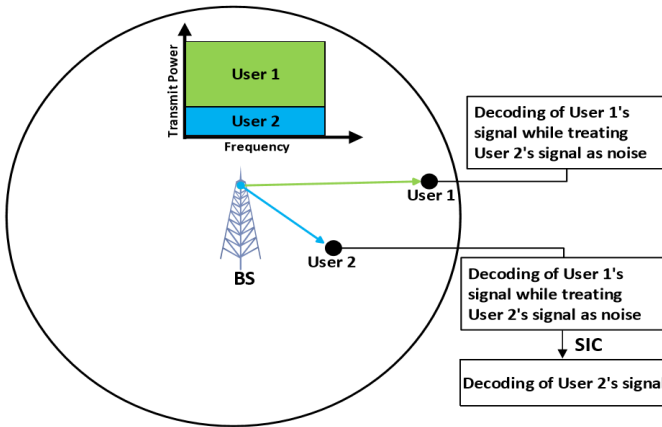 Transmit Power
User 1
User 2
Frequency
User 1
User 2
BS
Decoding of User 1's
signal while treating
User 2's signal as noise
Decoding of User 1's
signal while treating
User 2's signal as noise
SIC
Decoding of User 2's signal